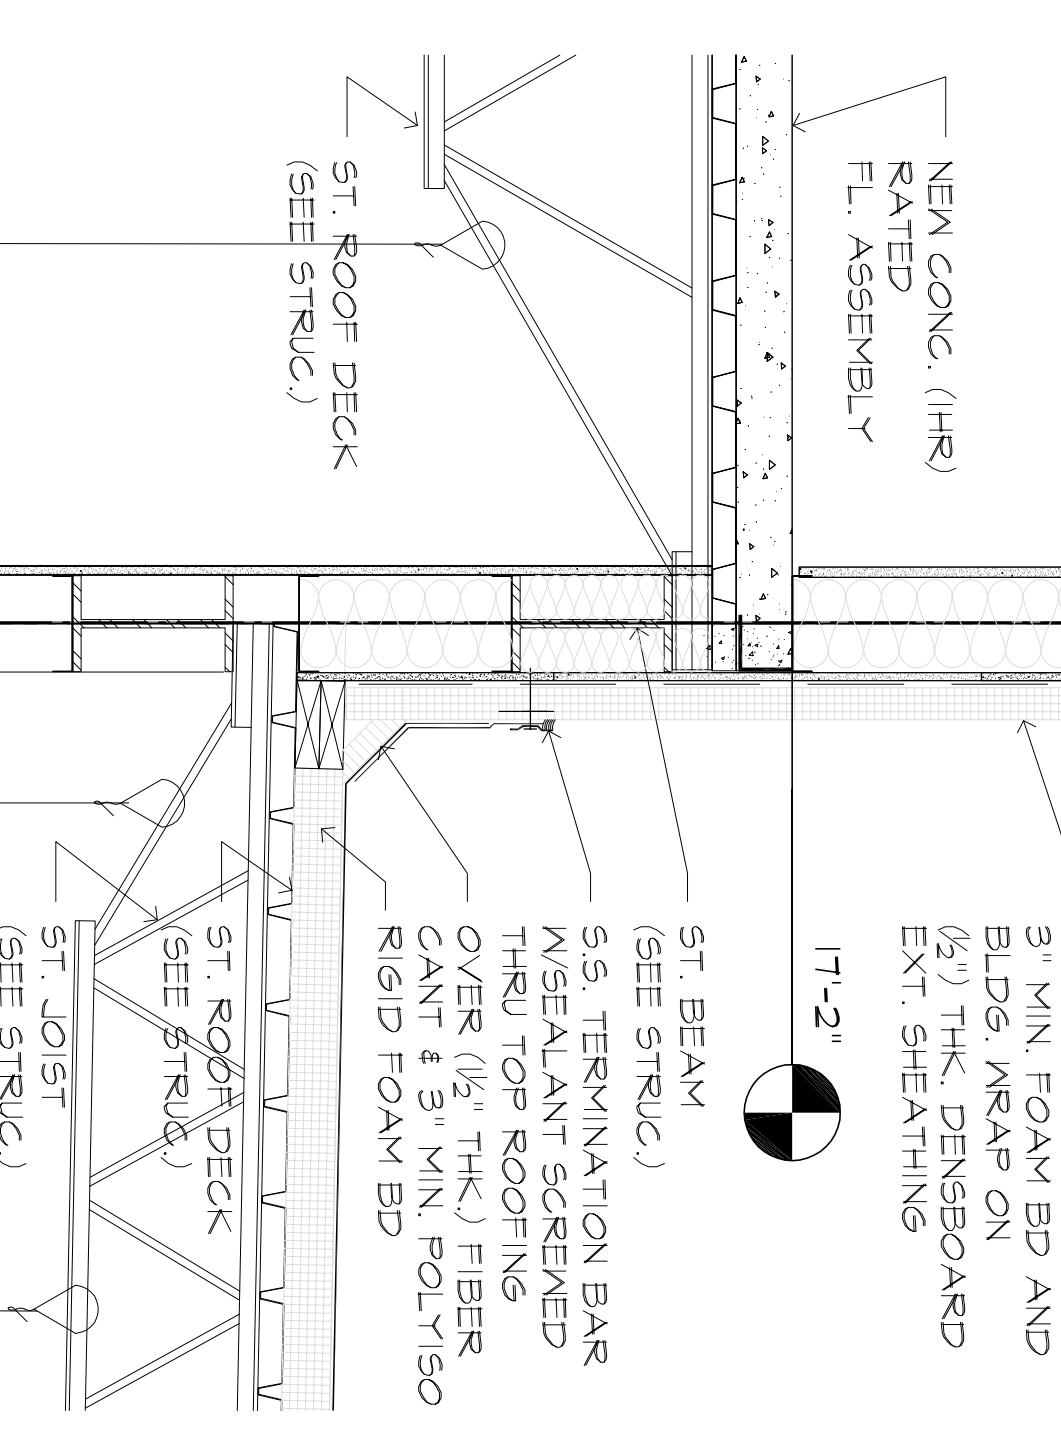 NEW CONC. (1HR)
RATED
FL. ASSEMBLY
ST. ROOF DECK
(SEE STRUC.)
3" MIN. FOAM BD AND
BLDG. WRAP ON
(1/2") THK. DENSBOARD
EXT. SHEATHING
17'-2"
ST. BEAM
(SEE STRUC.)
S.S. TERMINATION BAR
W/SEALANT SCREWED
THRU TOP ROOFING
OVER (1/2" THK.) FIBER
CANT & 3" MIN. POLYISO
RIGID FOAM BD
ST. ROOF DECK
(SEE STRUC.)
ST. JOIST
(SEE STRUC.)